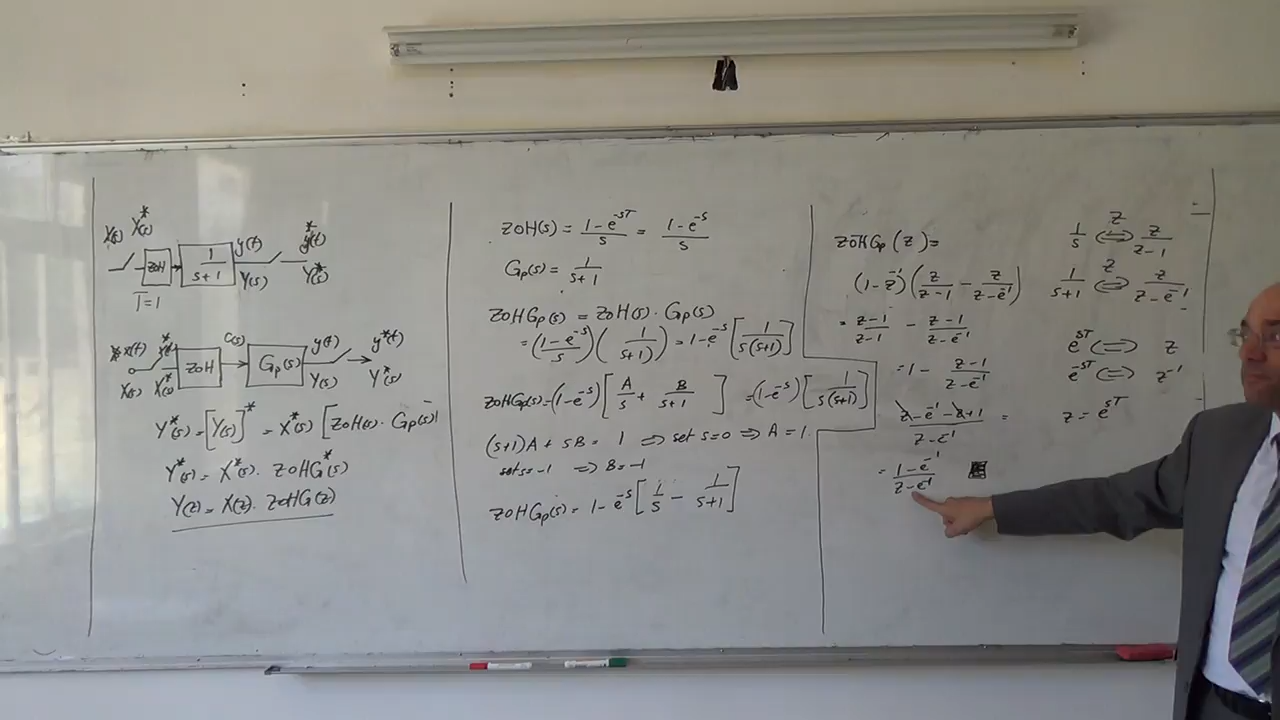 X(s) X*(s)
ZOH 1/(s+1) y(t) Y(s) y*(t) Y*(s)
T=1
x(t) X(s) X*(s) ZOH C(s) Gp(s) y(t) Y(s) y*(t) Y*(s)
Y*(s) = [Y(s)]* = X*(s) [ZOH(s) · Gp(s)]
Y*(s) = X*(s) · ZOHG*(s)
Y(z) = X(z) · ZOHG(z)
ZOH(s) = (1-e^-sT)/s = (1-e^-s)/s
Gp(s) = 1/(s+1)
ZOHGp(s) = ZOH(s) · Gp(s)
= ((1-e^-s)/s)(1/(s+1)) = 1-e^-s [1/(s(s+1))]
ZOHGp(s) = (1-e^-s)[A/s + B/(s+1)] = (1-e^-s)[1/(s(s+1))]
(s+1)A + sB = 1 ⇒ set s=0 ⇒ A=1
set s=-1 ⇒ B=-1
ZOHGp(s) = 1-e^-s [1/s - 1/(s+1)]
ZOHGp(z) =
(1-z^-1)(z/(z-1) - z/(z-e^-1))
= (z-1)/(z-1) - (z-1)/(z-e^-1)
= 1 - (z-1)/(z-e^-1)
(z-e^-1-z+1)/(z-e^-1) =
= (1-e^-1)/(z-e^-1)
1/s ⇔ Z z/(z-1)
1/(s+1) ⇔ Z z/(z-e^-1)
e^sT ⇔ z
e^-sT ⇔ z^-1
z = e^sT